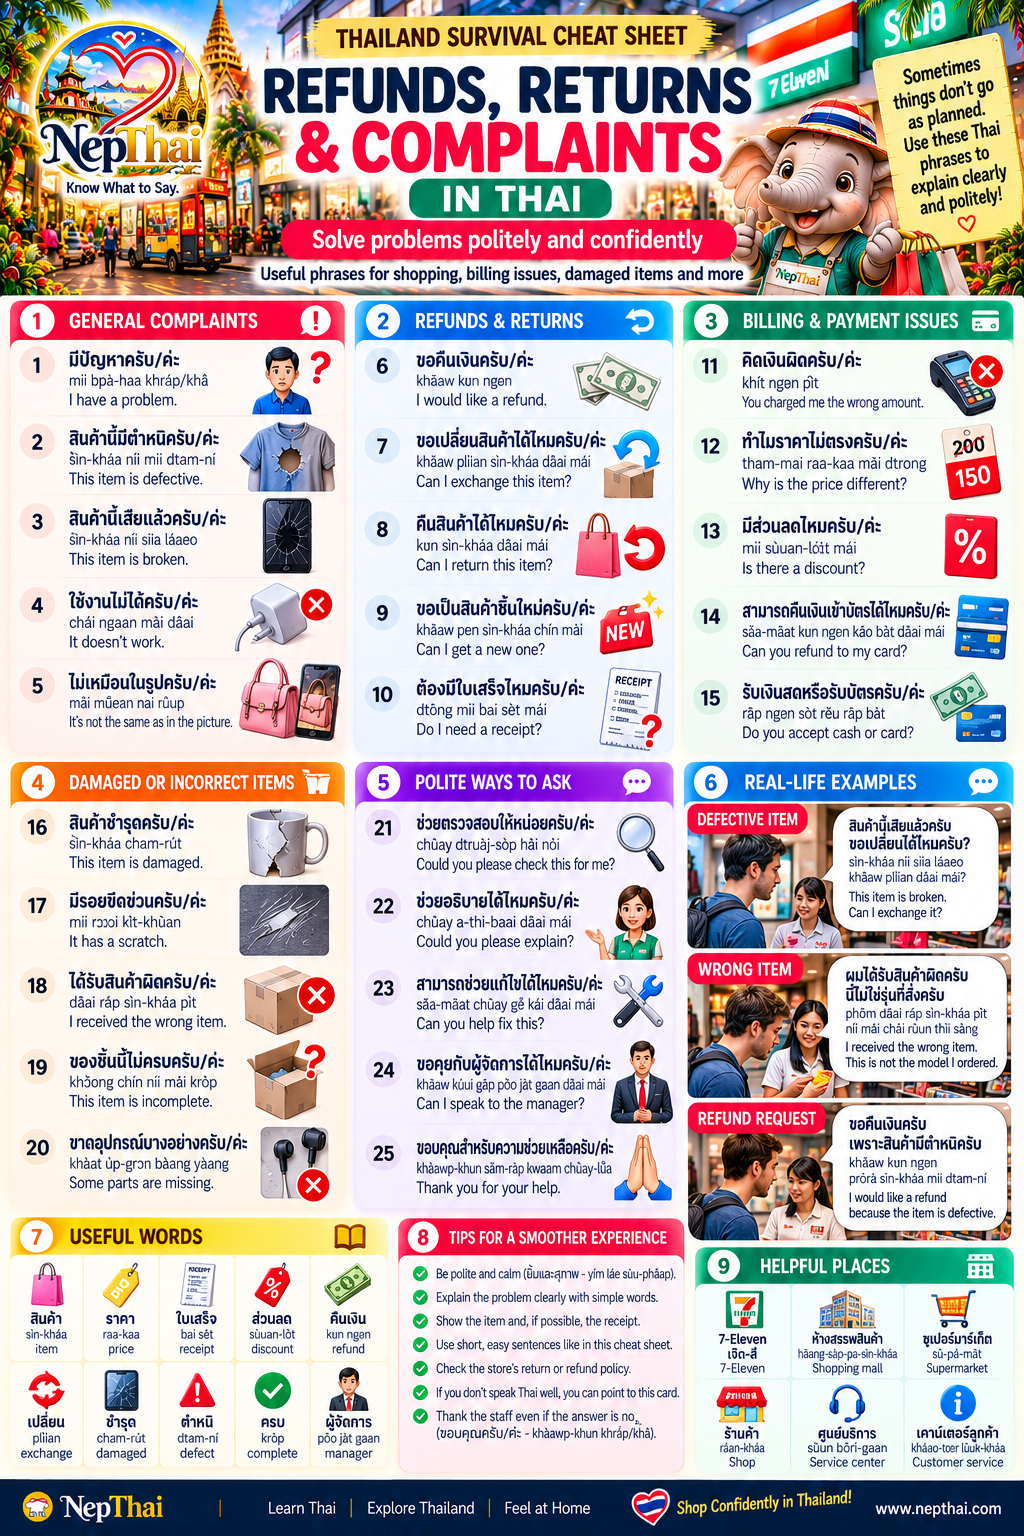 THAILAND SURVIVAL CHEAT SHEET
REFUNDS, RETURNS
& COMPLAINTS
IN THAI
Solve problems politely and confidently
Useful phrases for shopping, billing issues, damaged items and more
NepThai
Know What to Say.
7 Elweni
Sometimes
things don't go
as planned.
Use these Thai
phrases to
explain clearly
and politely!
NepThai
1 GENERAL COMPLAINTS
1
มีปัญหาครับ/ค่ะ
mii bpà-haa khráp/khâ
I have a problem.
2
สินค้านี้มีตำหนิครับ/ค่ะ
sìn-kháa níi mii dtam-ní
This item is defective.
3
สินค้านี้เสียแล้วครับ/ค่ะ
sìn-kháa níi siia láaeo
This item is broken.
4
ใช้งานไม่ได้ครับ/ค่ะ
chái ngaan mài dâai
It doesn't work.
5
ไม่เหมือนในรูปครับ/ค่ะ
mâi mǔean nai rûup
It's not the same as in the picture.
2 REFUNDS & RETURNS
6
ขอคืนเงินครับ/ค่ะ
khǎaw kun ngen
I would like a refund.
7
ขอเปลี่ยนสินค้าได้ไหมครับ/ค่ะ
khǎaw pliian sìn-kháa dâai mái
Can I exchange this item?
8
คืนสินค้าได้ไหมครับ/ค่ะ
kun sìn-kháa dâai mái
Can I return this item?
9
ขอเป็นสินค้าชิ้นใหม่ครับ/ค่ะ
khǎaw pen sìn-kháa chín mài
Can I get a new one?
NEW
10
ต้องมีใบเสร็จไหมครับ/ค่ะ
dtông mii bai sèt mái
Do I need a receipt?
RECEIPT
3 BILLING & PAYMENT ISSUES
11
คิดเงินผิดครับ/ค่ะ
khít ngen pìt
You charged me the wrong amount.
12
ทำไมราคาไม่ตรงครับ/ค่ะ
tham-mai raa-kaa mâi dtrong
Why is the price different?
200
150
13
มีส่วนลดไหมครับ/ค่ะ
Is there a discount?
%
14
สามารถคืนเงินเข้าบัตรได้ไหมครับ/ค่ะ
sǎa-mâat kun ngen kâo bàt dâai mái
Can you refund to my card?
15
รับเงินสดหรือรับบัตรครับ/ค่ะ
râp ngen sòt rěu râp bàt
Do you accept cash or card?
4 DAMAGED OR INCORRECT ITEMS
16
สินค้าชำรุดครับ/ค่ะ
sìn-kháa cham-rút
This item is damaged.
17
มีรอยขีดข่วนครับ/ค่ะ
kìt-khùan
It has a scratch.
18
ได้รับสินค้าผิดครับ/ค่ะ
dâai ráp sìn-kháa pìt
I received the wrong item.
19
ของชิ้นนี้ไม่ครบครับ/ค่ะ
khǒong chín níi mâi kròp
This item is incomplete.
20
ขาดอุปกรณ์บางอย่างครับ/ค่ะ
khàat ùp-gron bàang yàang
Some parts are missing.
5 POLITE WAYS TO ASK
21
ช่วยตรวจสอบให้หน่อยครับ/ค่ะ
chùay dtruàj-sòp hâi nòi
Could you please check this for me?
22
ช่วยอธิบายได้ไหมครับ/ค่ะ
chùay a-thi-baai dâai mái
Could you please explain?
23
สามารถช่วยแก้ไขได้ไหมครับ/ค่ะ
sǎa-mâat chùay gê kái dâai mái
Can you help fix this?
24
ขอคุยกับผู้จัดการได้ไหมครับ/ค่ะ
khǎaw kúui gáp pǒo jàt gaan dâai mái
Can I speak to the manager?
25
ขอบคุณสำหรับความช่วยเหลือครับ/ค่ะ
khàawp-khun sǎm-ràp kwaam chùay-lǔa
Thank you for your help.
6 REAL-LIFE EXAMPLES
DEFECTIVE ITEM
สินค้านี้เสียแล้วครับ
ขอเปลี่ยนได้ไหมครับ?
sìn-kháa níi siia láaeo
khǎaw pliian dâai mái?
This item is broken.
Can I exchange it?
WRONG ITEM
ผมได้รับสินค้าผิดครับ
นี่ไม่ใช่รุ่นที่สั่งครับ
phǒm dâai ráp sìn-kháa pìt
níi mâi châi rûun thîi sàng
I received the wrong item.
This is not the model I ordered.
REFUND REQUEST
ขอคืนเงินครับ
เพราะสินค้ามีตำหนิครับ
khǎaw kun ngen
prórà sìn-kháa mii dtam-ní
I would like a refund
because the item is defective.
7 USEFUL WORDS
สินค้า
sìn-kháa
item
ราคา
raa-kaa
price
RECEIPT
ใบเสร็จ
bai sèt
receipt
%
ส่วนลด
sùuan-lòt
discount
คืนเงิน
kun ngen
refund
เปลี่ยน
plîian
exchange
ชำรุด
cham-rút
damaged
ตำหนิ
dtam-ní
defect
ครบ
kròp
complete
ผู้จัดการ
pǒo jàt gaan
manager
8 TIPS FOR A SMOOTHER EXPERIENCE
Be polite and calm - yím láe sùu-phâap).
Explain the problem clearly with simple words.
Show the item and, if possible, the receipt.
Use short, easy sentences like in this cheat sheet.
Check the store's return or refund policy.
If you don't speak Thai well, you can point to this card.
Thank the staff even if the answer is no.
(ขอบคุณครับ/ค่ะ - khàawp-khun khráp/khâ).
9 HELPFUL PLACES
7-Eleven
เจ๊ด-สี่
7-Eleven
ห้างสรรพสินค้า
hâang-sàp-pa-sìn-kháa
Shopping mall
ซูเปอร์มาร์เก็ต
sû-pá-màt
Supermarket
ร้านค้า
ráan-kháa
Shop
ศูนย์บริการ
sǔun bōri-gaan
Service center
เคาน์เตอร์ลูกค้า
kháao-toer lûuk-kháa
Customer service
NepThai
Learn Thai | Explore Thailand | Feel at Home
Shop Confidently in Thailand!
www.nepthai.com